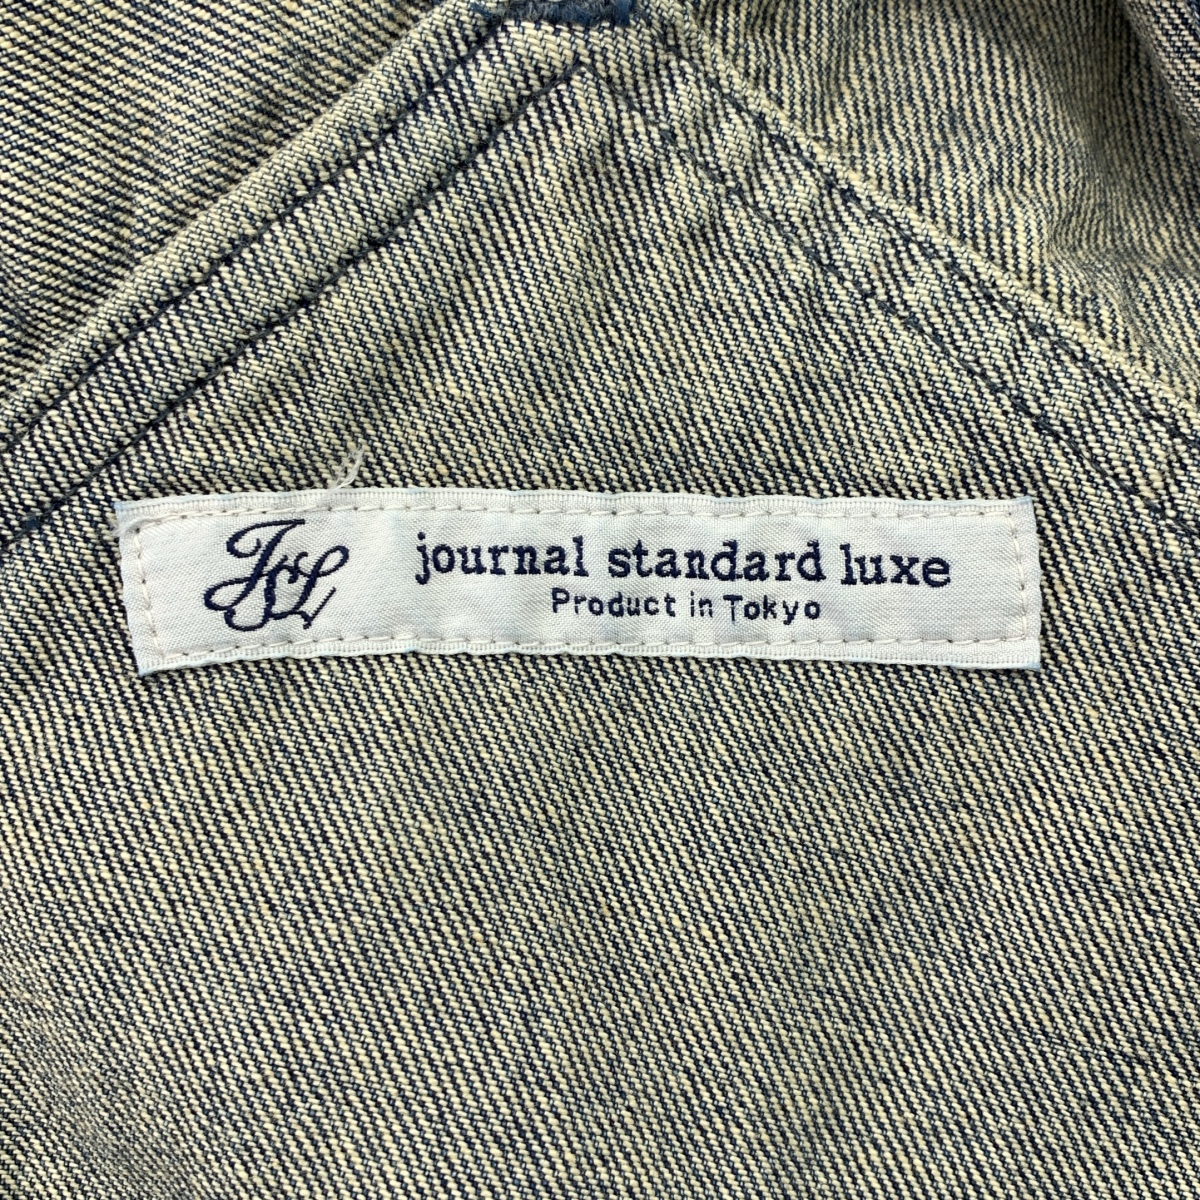 JSL
journal standard luxe
Product in Tokyo